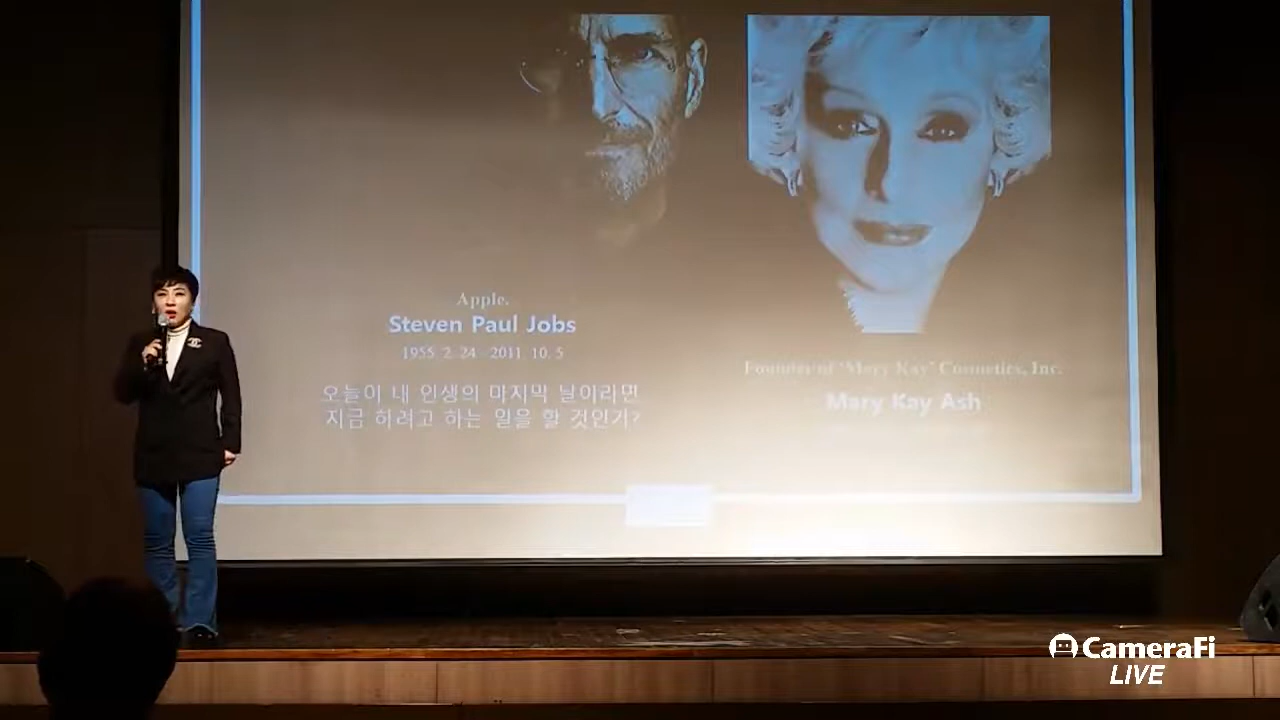 Apple.
Steven Paul Jobs
1955. 2. 24. -2011. 10. 5
오늘이 내 인생의 마지막 날이라면
지금 하려고 하는 일을 할 것인가?
Founder of ‘Mary Kay’ Cosmetics, Inc.
Mary Kay Ash
CameraFi
LIVE